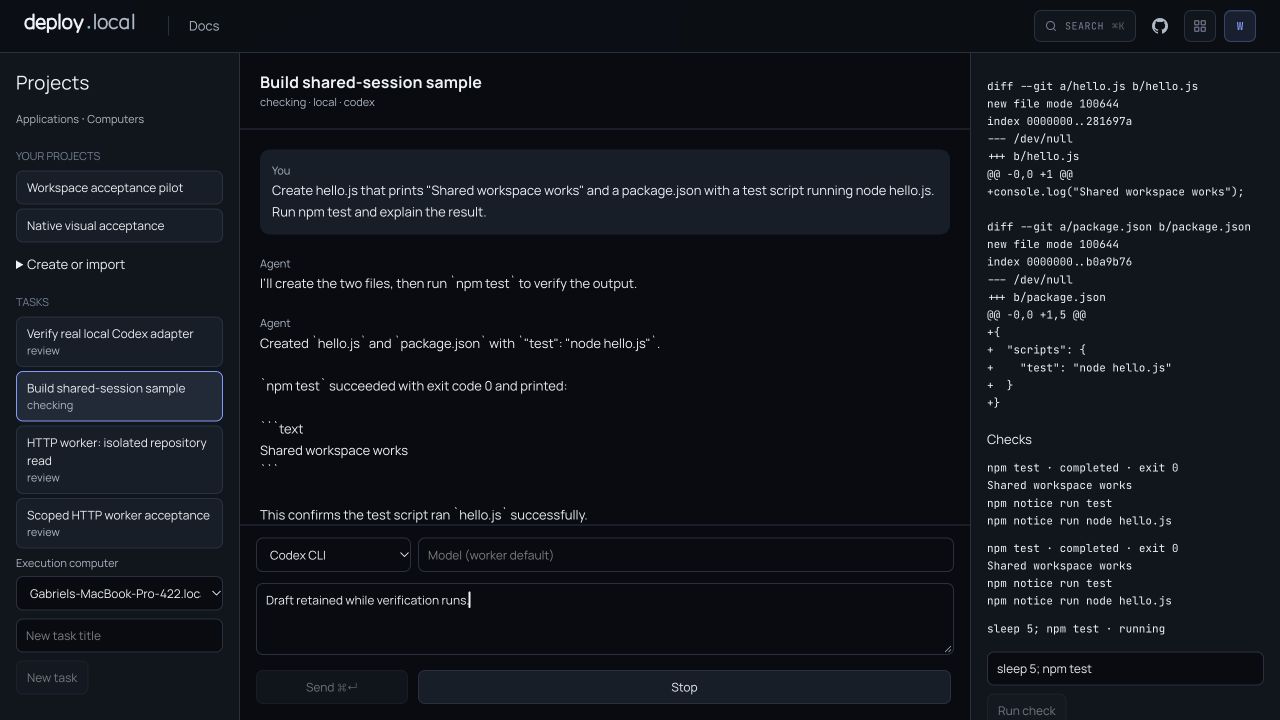 deploy.local
Docs
SEARCH ⌘K
W
Projects
Applications · Computers
YOUR PROJECTS
Workspace acceptance pilot
Native visual acceptance
▶ Create or import
TASKS
Verify real local Codex adapter
review
Build shared-session sample
checking
HTTP worker: isolated repository
read
review
Scoped HTTP worker acceptance
review
Execution computer
Gabriels-MacBook-Pro-422.loc
New task title
New task
Build shared-session sample
checking · local · codex
You
Create hello.js that prints "Shared workspace works" and a package.json with a test script running node hello.js.
Run npm test and explain the result.
Agent
I'll create the two files, then run `npm test` to verify the output.
Agent
Created `hello.js` and `package.json` with `"test": "node hello.js"`.
`npm test` succeeded with exit code 0 and printed:
```text
Shared workspace works
```
This confirms the test script ran `hello.js` successfully.
Codex CLI
Model (worker default)
Draft retained while verification runs.
Send ⌘↵
Stop
diff --git a/hello.js b/hello.js
new file mode 100644
index 0000000..281697a
--- /dev/null
+++ b/hello.js
@@ -0,0 +1 @@
+console.log("Shared workspace works");
diff --git a/package.json b/package.json
new file mode 100644
index 0000000..b0a9b76
--- /dev/null
+++ b/package.json
@@ -0,0 +1,5 @@
+{
+  "scripts": {
+    "test": "node hello.js"
+  }
+}
Checks
npm test · completed · exit 0
Shared workspace works
npm notice run test
npm notice run node hello.js
npm test · completed · exit 0
Shared workspace works
npm notice run test
npm notice run node hello.js
sleep 5; npm test · running
sleep 5; npm test
Run check